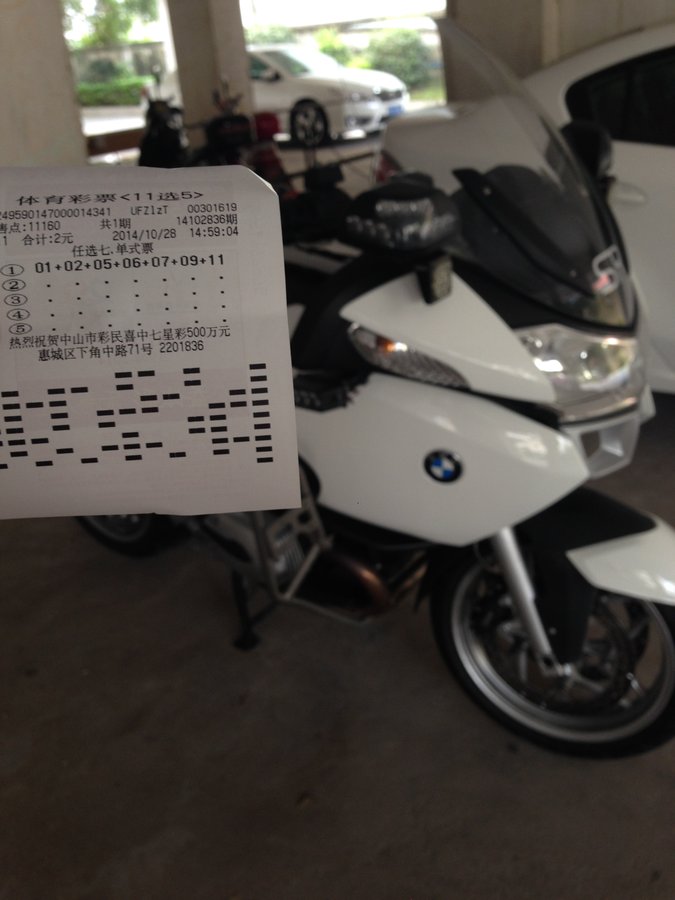 体育彩票<11选5>
249590147000014341 UFZ1zT 00301619
售点:11160 共1期 14102836期
1 合计:2元 2014/10/28 14:59:04
任选七.单式票
① 01+02+05+06+07+09+11
② . . . . . . .
③ . . . . . . .
④ . . . . . . .
⑤ . . . . . . .
热烈祝贺中山市彩民喜中七星彩500万元
惠城区下角中路71号 2201836